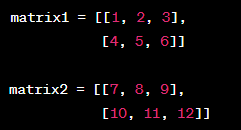 matrix1 = [[1, 2, 3],
[4, 5, 6]]
matrix2 = [[7, 8, 9],
[10, 11, 12]]